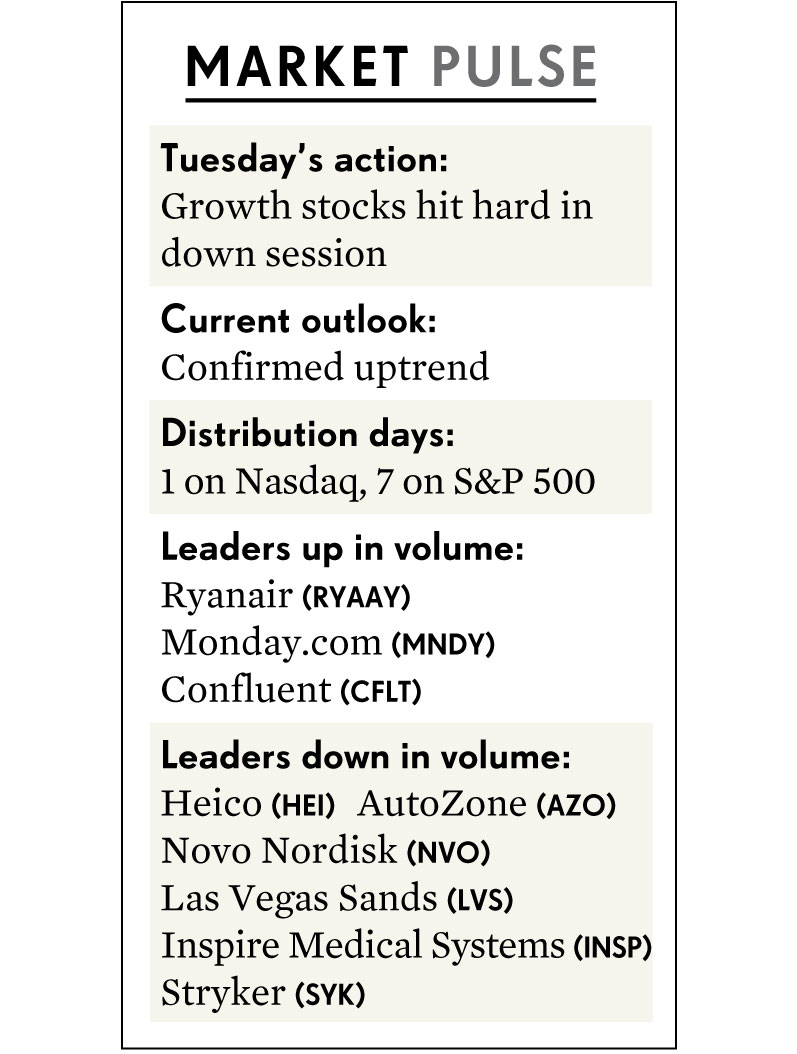 MARKET PULSE
Tuesday's action:
Growth stocks hit hard in
down session
Current outlook:
Confirmed uptrend
Distribution days:
1 on Nasdaq, 7 on S&P 500
Leaders up in volume:
Ryanair (RYAAY)
Monday.com (MNDY)
Confluent (CFLT)
Leaders down in volume:
Heico (HEI) AutoZone (AZO)
Novo Nordisk (NVO)
Las Vegas Sands (LVS)
Inspire Medical Systems (INSP)
Stryker (SYK)